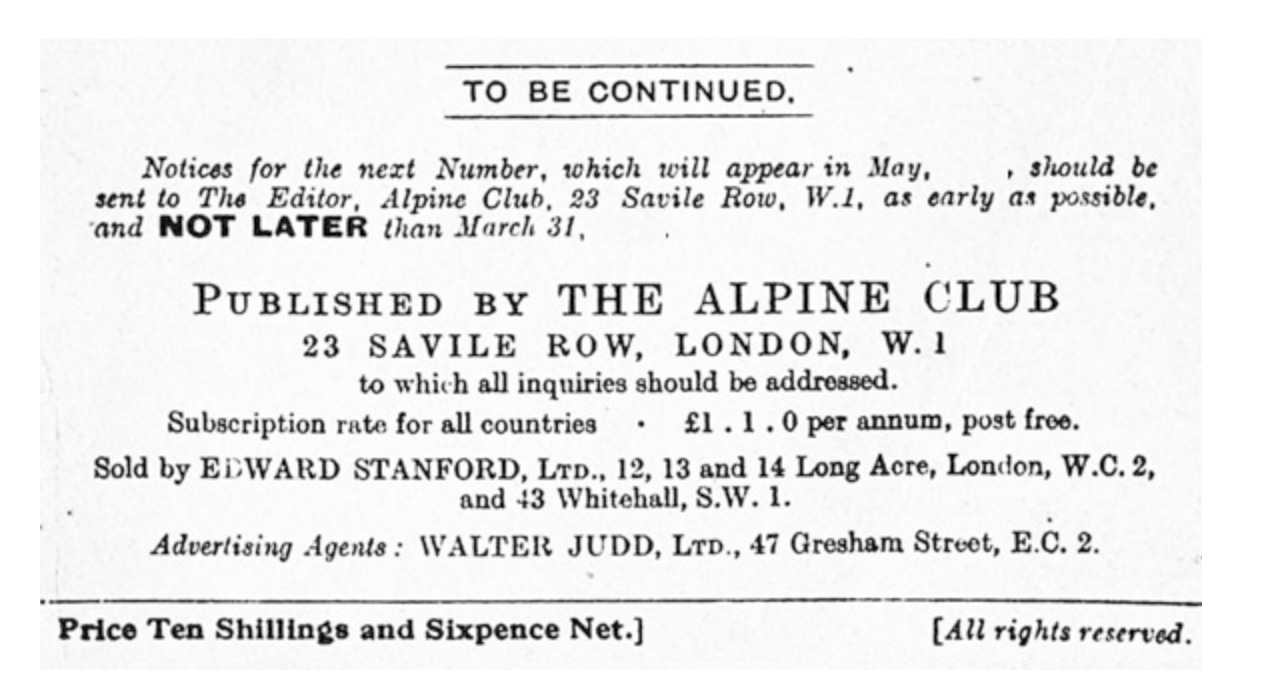 TO BE CONTINUED.
Notices for the next Number, which will appear in May, , should be
sent to The Editor, Alpine Club, 23 Savile Row, W.1, as early as possible,
and NOT LATER than March 31, .
PUBLISHED BY THE ALPINE CLUB
23 SAVILE ROW, LONDON, W. 1
to which all inquiries should be addressed.
Subscription rate for all countries · £1 . 1 . 0 per annum, post free.
Sold by EDWARD STANFORD, LTD., 12, 13 and 14 Long Acre, London, W.C. 2,
and 43 Whitehall, S.W. 1.
Advertising Agents: WALTER JUDD, LTD., 47 Gresham Street, E.C. 2.
Price Ten Shillings and Sixpence Net.] [All rights reserved.